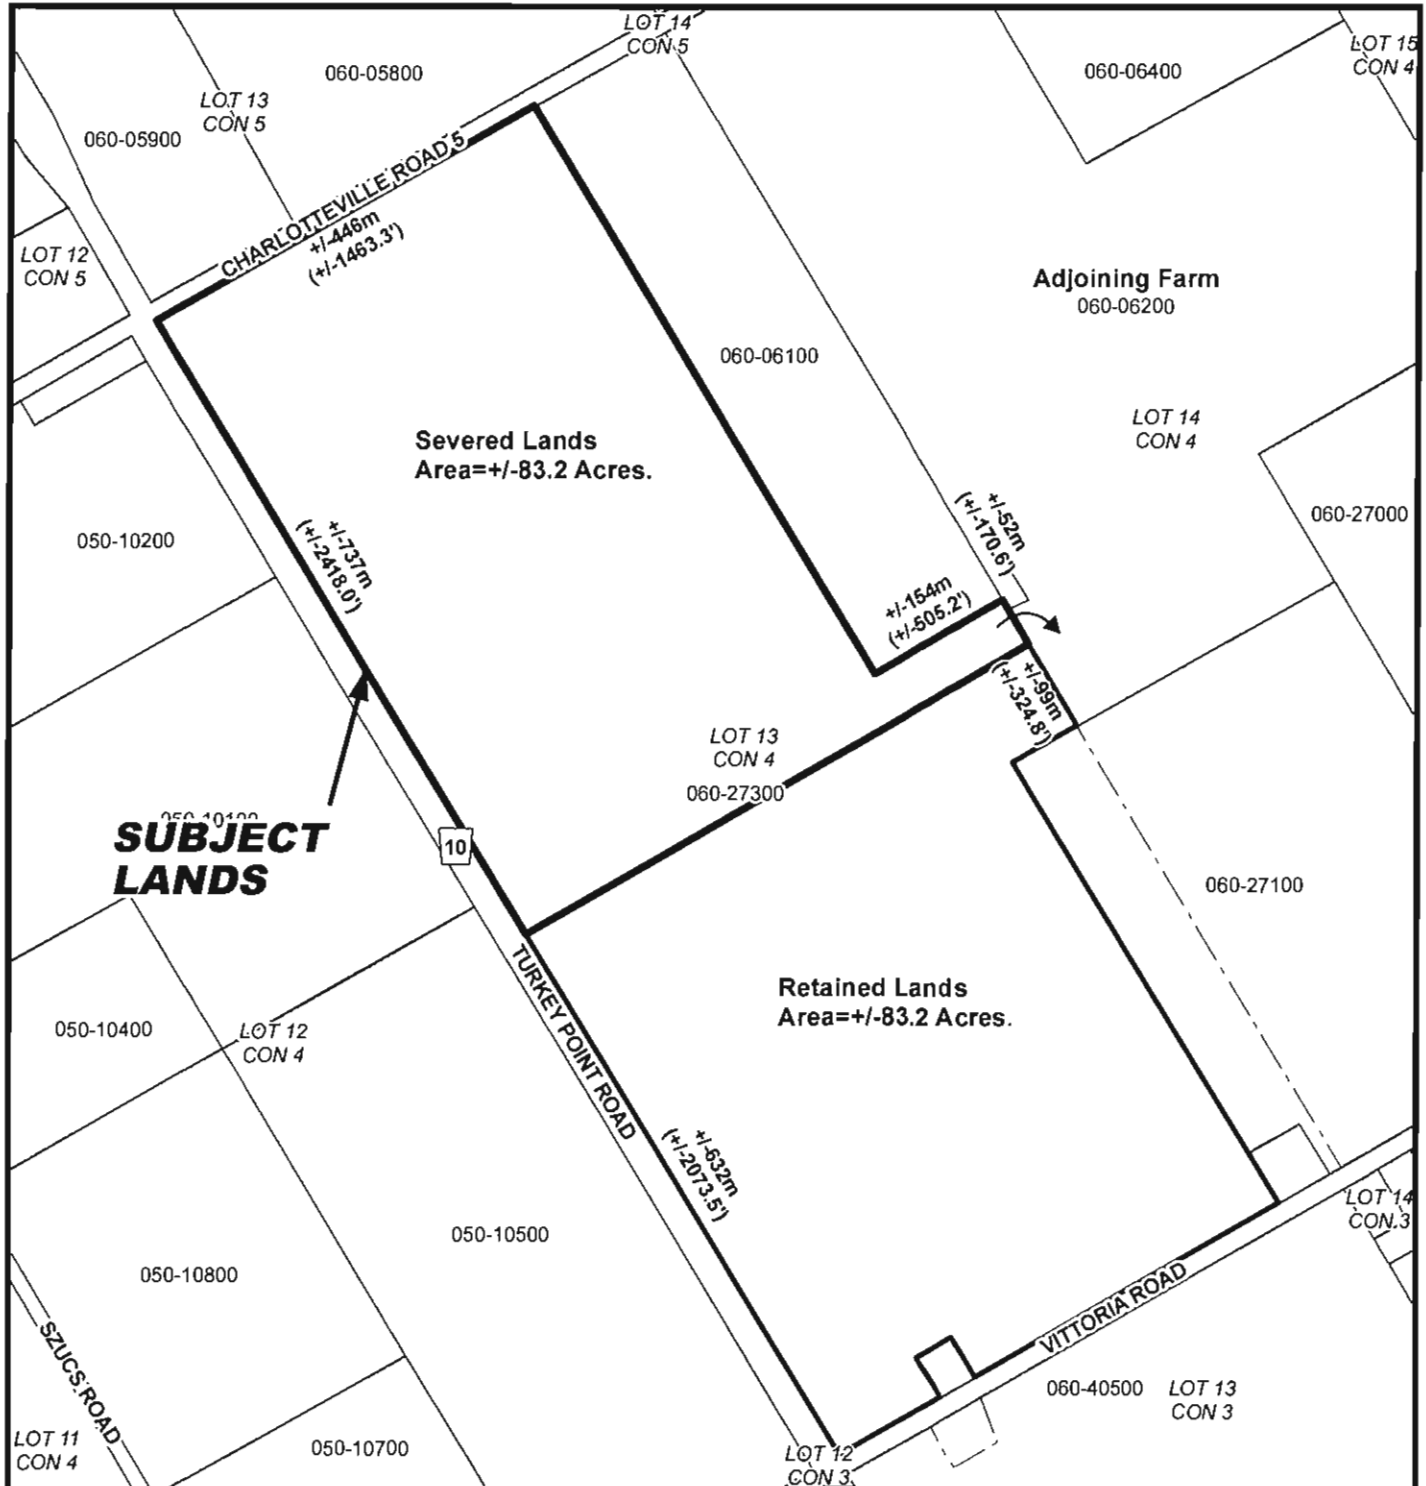 LOT 14
CON 5
LOT 15
CON 4
060-05800
060-06400
LOT 13
CON 5
060-05900
CHARLOTTEVILLE ROAD 5
+/-446m
(+/-1463.3')
LOT 12
CON 5
Adjoining Farm
060-06200
060-06100
LOT 14
CON 4
Severed Lands
Area=+/-83.2 Acres.
060-27000
050-10200
+/-737m
(+/-2418.0')
+/-52m
(+/-170.6')
+/-154m
(+/-505.2')
+/-99m
(+/-324.8')
LOT 13
CON 4
060-27300
050-10100
SUBJECT
LANDS
10
060-27100
TURKEY POINT ROAD
Retained Lands
Area=+/-83.2 Acres.
050-10400
LOT 12
CON 4
+/-632m
(+/-2073.5')
LOT 14
CON 3
050-10500
050-10800
VITTORIA ROAD
SZUCS ROAD
060-40500
LOT 13
CON 3
LOT 11
CON 4
050-10700
LOT 12
CON 3